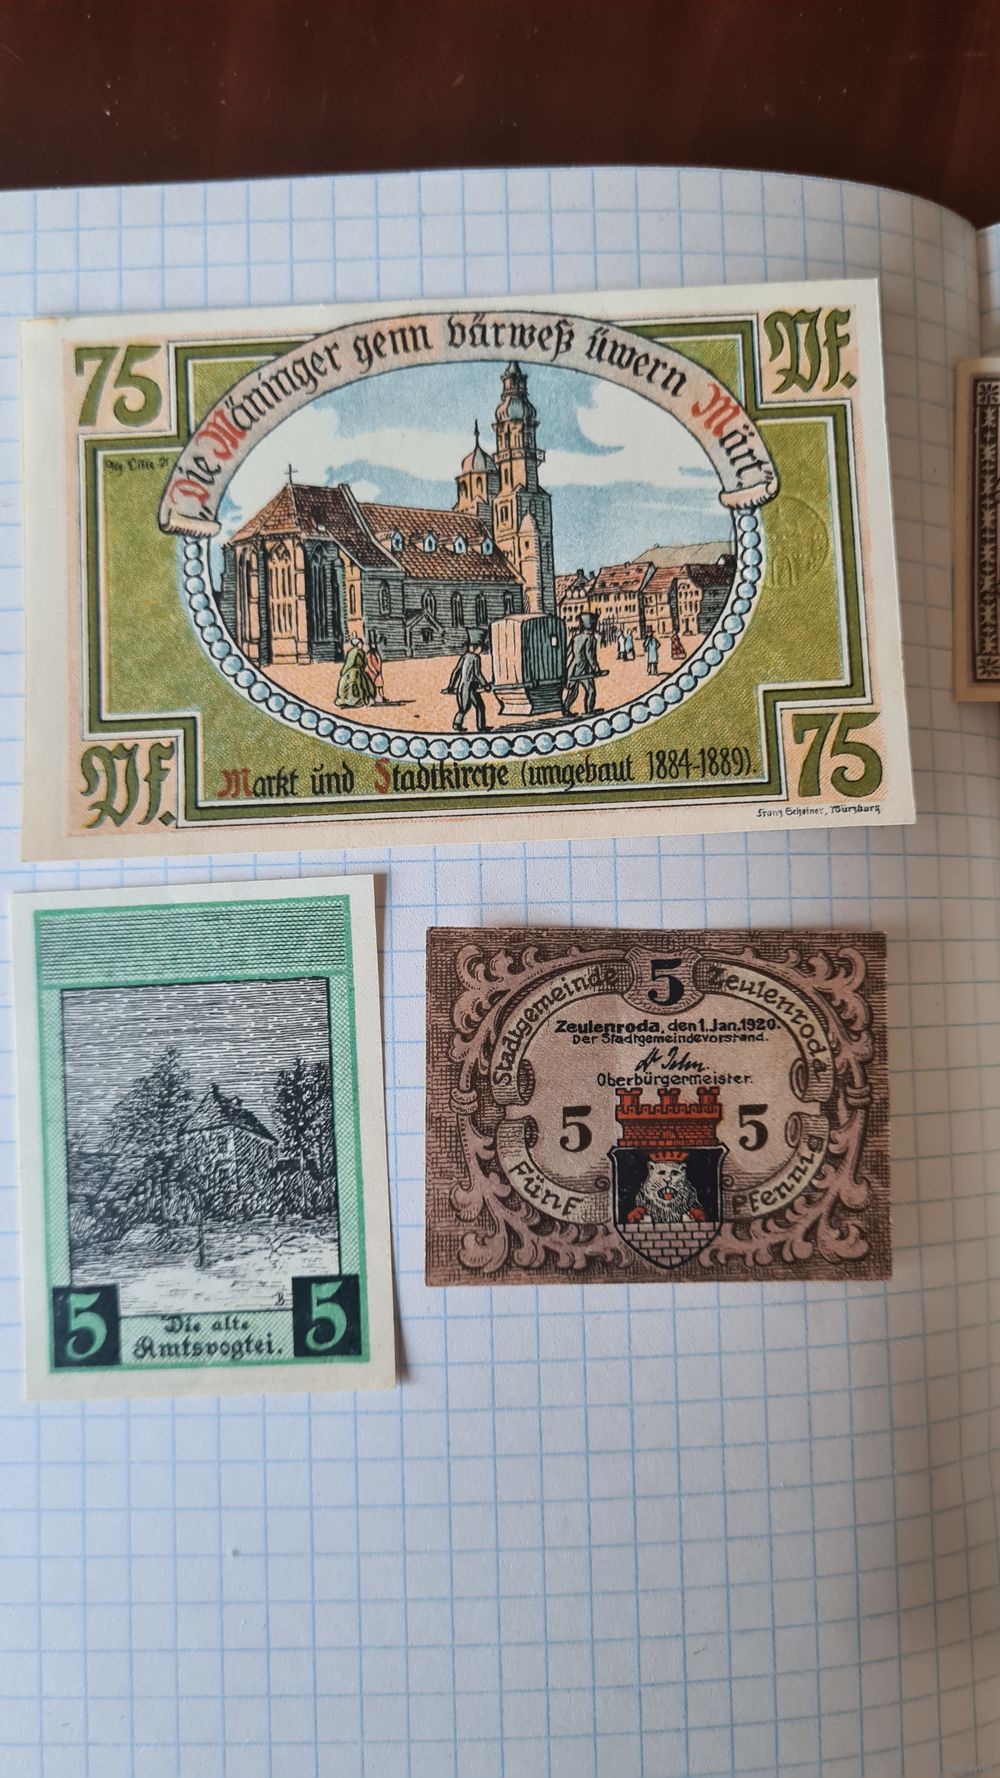 75
Pf.
"Die Mäninger genn värweß üwern Märt"
Pf.
75
Markt und Stadtkirche (umgebaut 1884-1889).
Franz Scheiner, Würzburg.
5
5
Die alte
Amtsvogtei.
5
Stadtgemeinde Zeulenroda
Zeulenroda, den 1. Jan. 1920.
Der Stadtgemeindevorstand.
Oberbürgermeister.
5
5
Fünf Pfennig